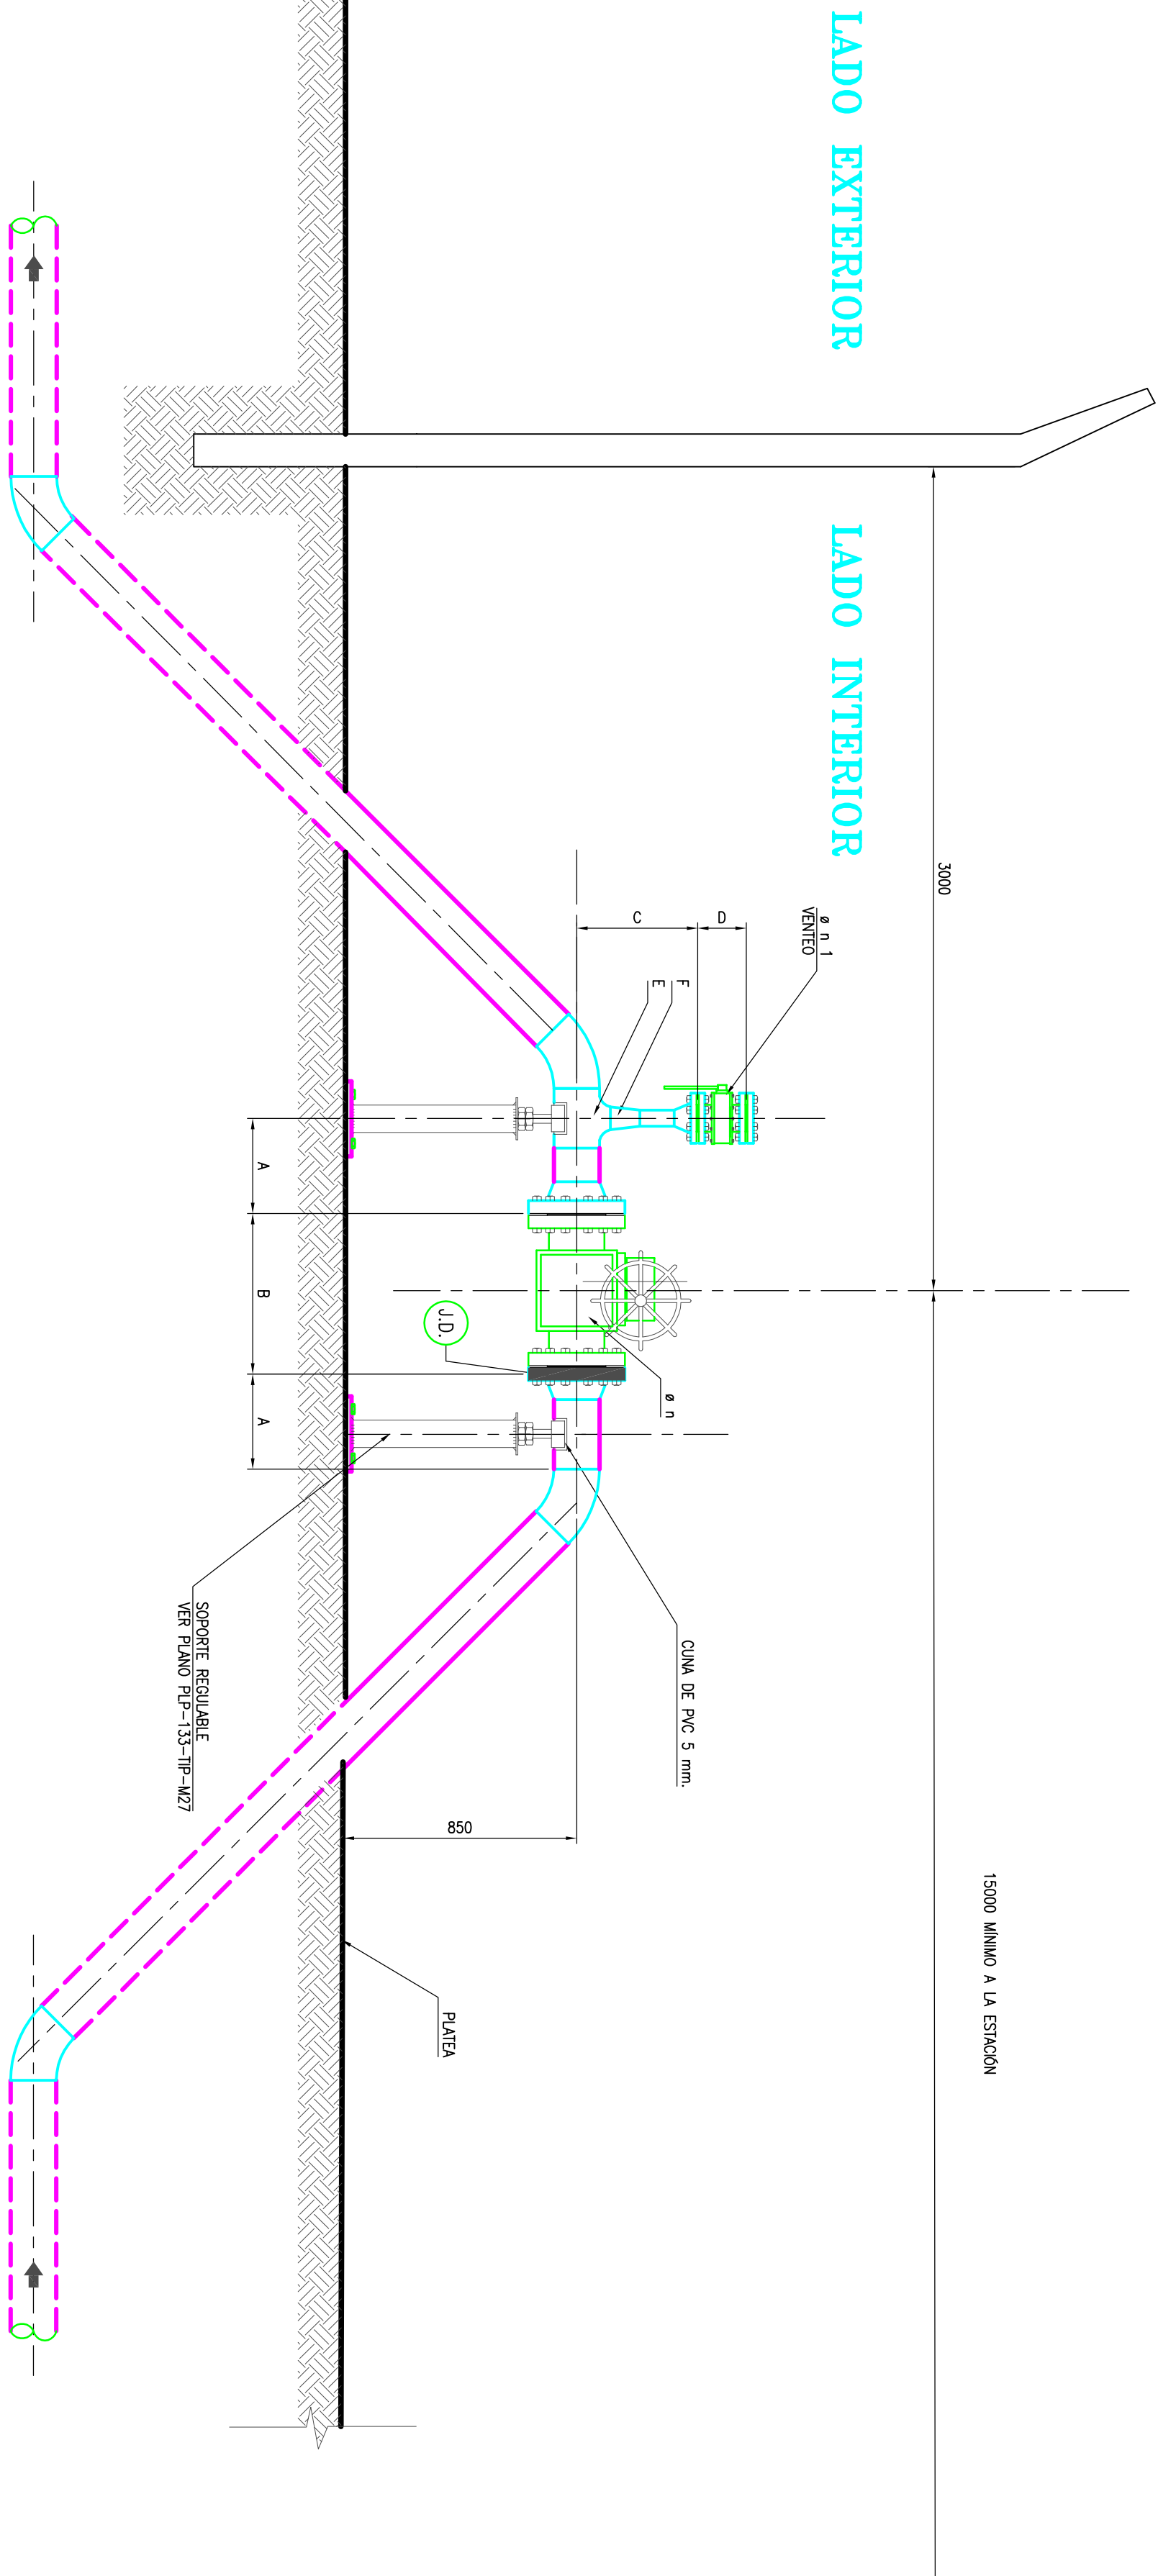 LADO EXTERIOR
LADO INTERIOR
3000
15000 MÍNIMO A LA ESTACIÓN
ø n 1
VENTEO
C
D
F
E
ø n
CUNA DE PVC 5 mm.
850
J.D.
PLATEA
A
B
A
SOPORTE REGULABLE
VER PLANO PLP-133-TIP-M27